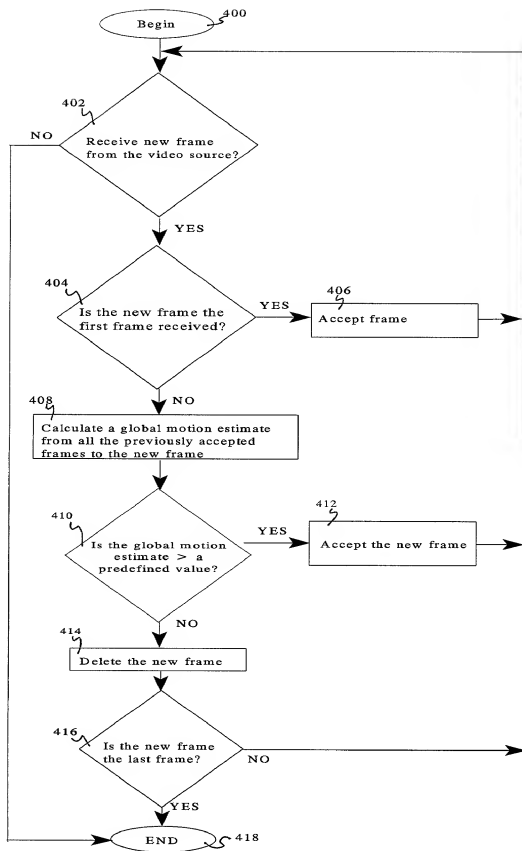 Begin
400
402
NO
Receive new frame
from the video source?
YES
404
Is the new frame the
first frame received?
YES
406
Accept frame
NO
408
Calculate a global motion estimate
from all the previously accepted
frames to the new frame
410
Is the global motion
estimate > a
predefined value?
YES
412
Accept the new frame
NO
414
Delete the new frame
416
Is the new frame
the last frame?
NO
YES
END
418